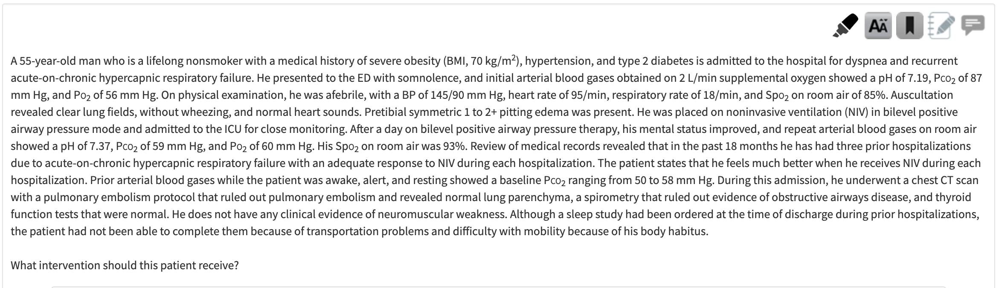 AÄ
A 55-year-old man who is a lifelong nonsmoker with a medical history of severe obesity (BMI, 70 kg/m²), hypertension, and type 2 diabetes is admitted to the hospital for dyspnea and recurrent
acute-on-chronic hypercapnic respiratory failure. He presented to the ED with somnolence, and initial arterial blood gases obtained on 2 L/min supplemental oxygen showed a pH of 7.19, Pco₂ of 87
mm Hg, and Po₂ of 56 mm Hg. On physical examination, he was afebrile, with a BP of 145/90 mm Hg, heart rate of 95/min, respiratory rate of 18/min, and Spo₂ on room air of 85%. Auscultation
revealed clear lung fields, without wheezing, and normal heart sounds. Pretibial symmetric 1 to 2+ pitting edema was present. He was placed on noninvasive ventilation (NIV) in bilevel positive
airway pressure mode and admitted to the ICU for close monitoring. After a day on bilevel positive airway pressure therapy, his mental status improved, and repeat arterial blood gases on room air
showed a pH of 7.37, Pco₂ of 59 mm Hg, and Po₂ of 60 mm Hg. His Spo₂ on room air was 93%. Review of medical records revealed that in the past 18 months he has had three prior hospitalizations
due to acute-on-chronic hypercapnic respiratory failure with an adequate response to NIV during each hospitalization. The patient states that he feels much better when he receives NIV during each
hospitalization. Prior arterial blood gases while the patient was awake, alert, and resting showed a baseline Pco₂ ranging from 50 to 58 mm Hg. During this admission, he underwent a chest CT scan
with a pulmonary embolism protocol that ruled out pulmonary embolism and revealed normal lung parenchyma, a spirometry that ruled out evidence of obstructive airways disease, and thyroid
function tests that were normal. He does not have any clinical evidence of neuromuscular weakness. Although a sleep study had been ordered at the time of discharge during prior hospitalizations,
the patient had not been able to complete them because of transportation problems and difficulty with mobility because of his body habitus.
What intervention should this patient receive?